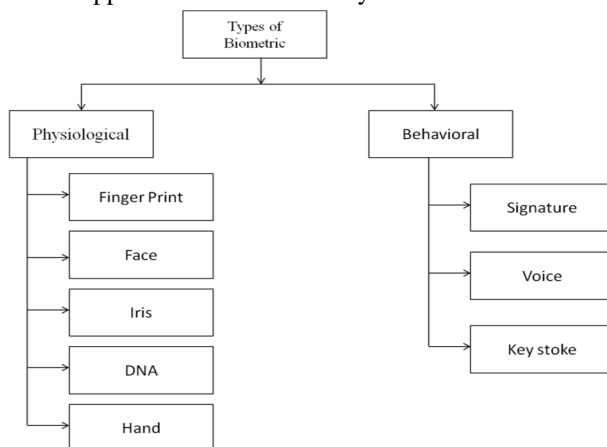 Types of
Biometric
Physiological
Behavioral
Finger Print
Face
Iris
DNA
Hand
Signature
Voice
Key stoke